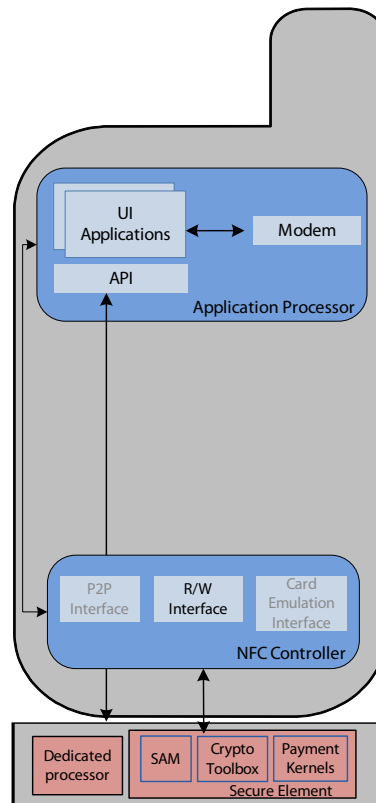 UI
Applications
Modem
API
Application Processor
P2P
Interface
R/W
Interface
Card
Emulation
Interface
NFC Controller
Dedicated
processor
SAM
Crypto
Toolbox
Payment
Kernels
Secure Element